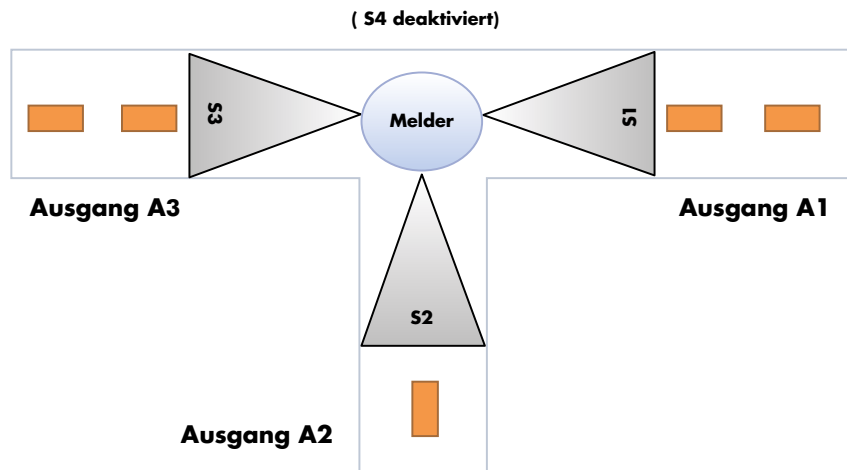 ( S4 deaktiviert)
S3
Melder
S1
Ausgang A3
Ausgang A1
S2
Ausgang A2